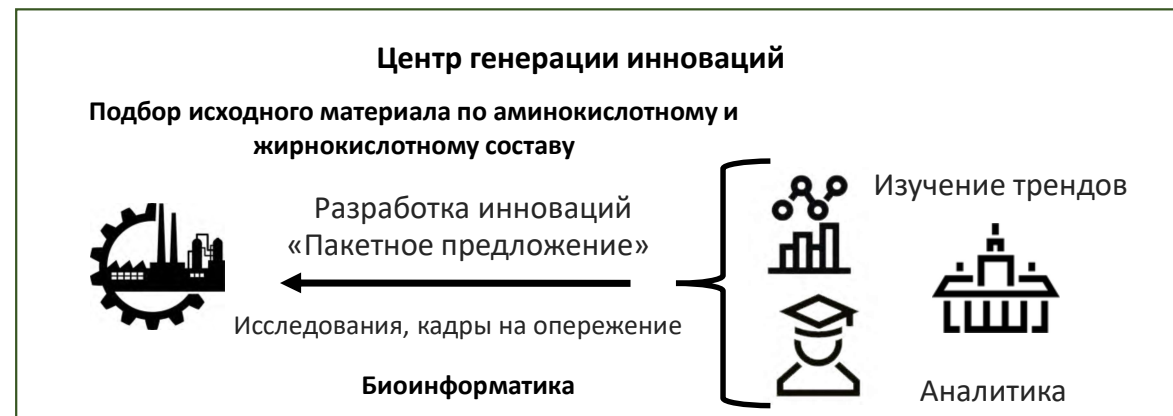 Центр генерации инноваций
Подбор исходного материала по аминокислотному и
жирнокислотному составу
Разработка инноваций
«Пакетное предложение»
Исследования, кадры на опережение
Биоинформатика
Изучение трендов
Аналитика